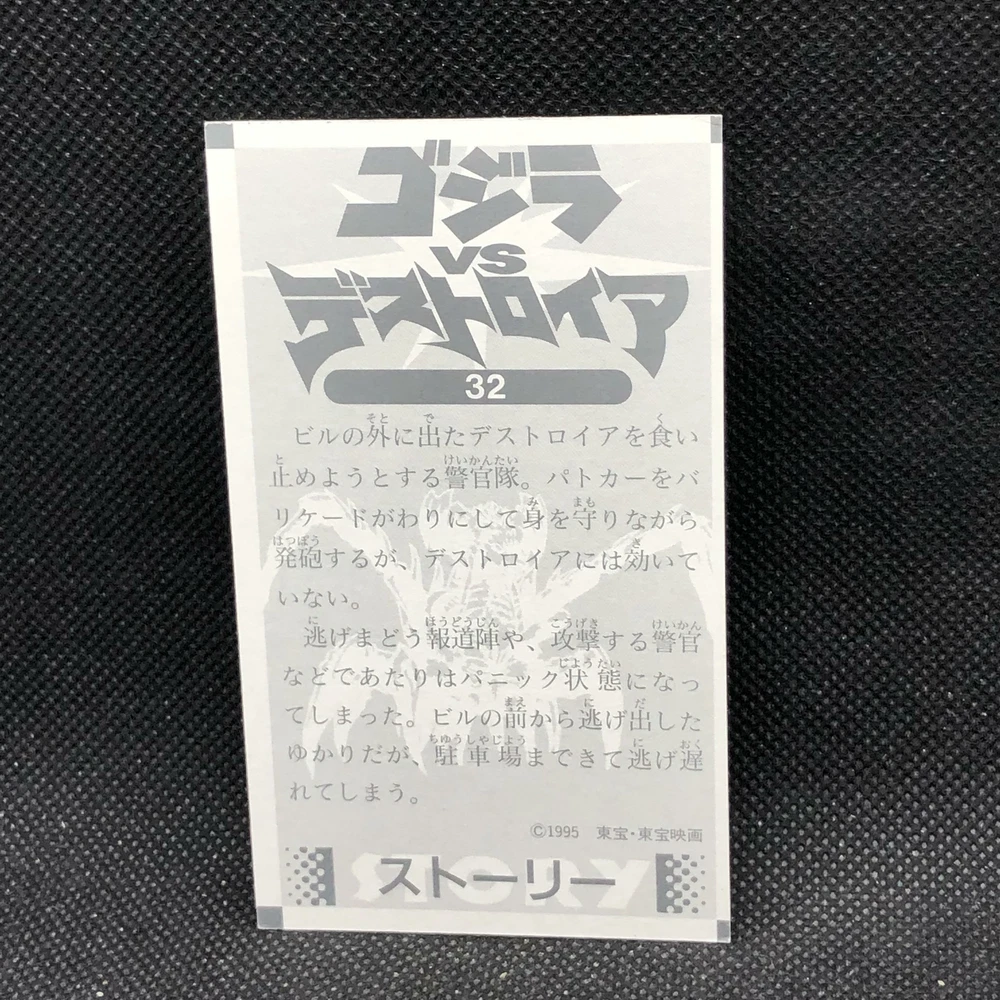 ゴジラ
VS
デストロイア
32
ビルの外に出たデストロイアを食い
止めようとする警官隊。パトカーをバ
リケードがわりにして身を守りながら
発砲するが、デストロイアには効いて
いない。
逃げまどう報道陣や、攻撃する警官
などであたりはパニック状態になっ
てしまった。ビルの前から逃げ出した
ゆかりだが、駐車場まできて逃げ遅
れてしまう。
©1995 東宝・東宝映画
ストーリー